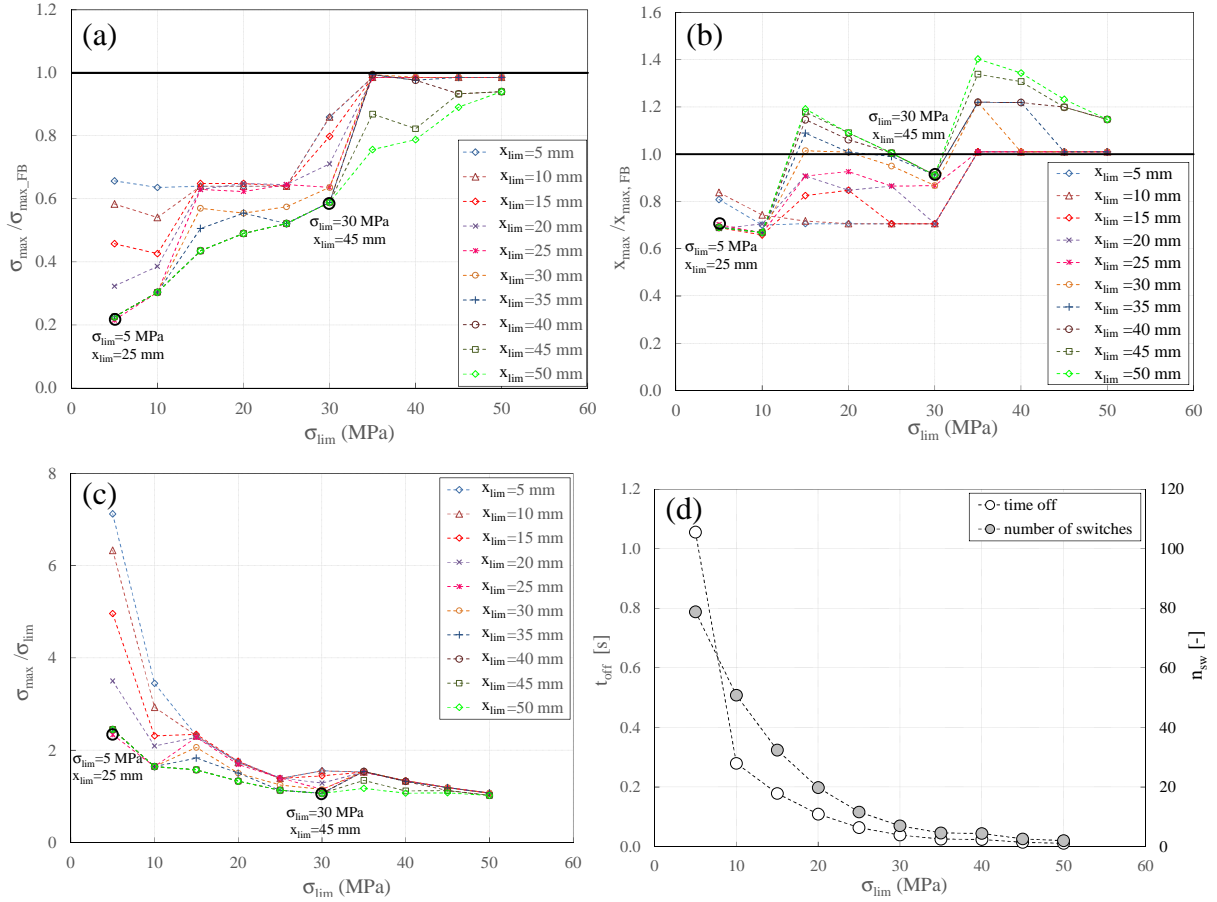 (a)
σmax /σmax_FB
1.2
1.0
0.8
0.6
0.4
0.2
0.0
0
10
20
30
40
50
60
σlim (MPa)
σlim=5 MPa
xlim=25 mm
σlim=30 MPa
xlim=45 mm
xlim=5 mm
xlim=10 mm
xlim=15 mm
xlim=20 mm
xlim=25 mm
xlim=30 mm
xlim=35 mm
xlim=40 mm
xlim=45 mm
xlim=50 mm
(b)
xmax /xmax, FB
1.6
1.4
1.2
1.0
0.8
0.6
0.4
0.2
0.0
0
10
20
30
40
50
60
σlim (MPa)
σlim=30 MPa
xlim=45 mm
σlim=5 MPa
xlim=25 mm
xlim =5 mm
xlim =10 mm
xlim =15 mm
xlim =20 mm
xlim =25 mm
xlim =30 mm
xlim =35 mm
xlim =40 mm
xlim =45 mm
xlim =50 mm
(c)
σmax /σlim
8
6
4
2
0
0
10
20
30
40
50
60
σlim (MPa)
σlim=5 MPa
xlim=25 mm
σlim=30 MPa
xlim=45 mm
xlim=5 mm
xlim=10 mm
xlim=15 mm
xlim=20 mm
xlim=25 mm
xlim=30 mm
xlim=35 mm
xlim=40 mm
xlim=45 mm
xlim=50 mm
(d)
toff [s]
1.2
1.0
0.8
0.6
0.4
0.2
0.0
0
10
20
30
40
50
60
σlim (MPa)
time off
number of switches
120
100
80
60
40
20
0
nsw [-]